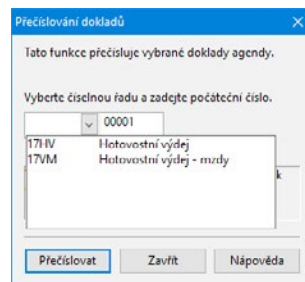 Přečíslování dokladů
Tato funkce přečísluje vybrané doklady agendy.
Vyberte číselnou řadu a zadejte počáteční číslo.
00001
17HV Hotovostní výdej
17VM Hotovostní výdej - mzdy
k
Přečíslovat Zavřít Nápověda